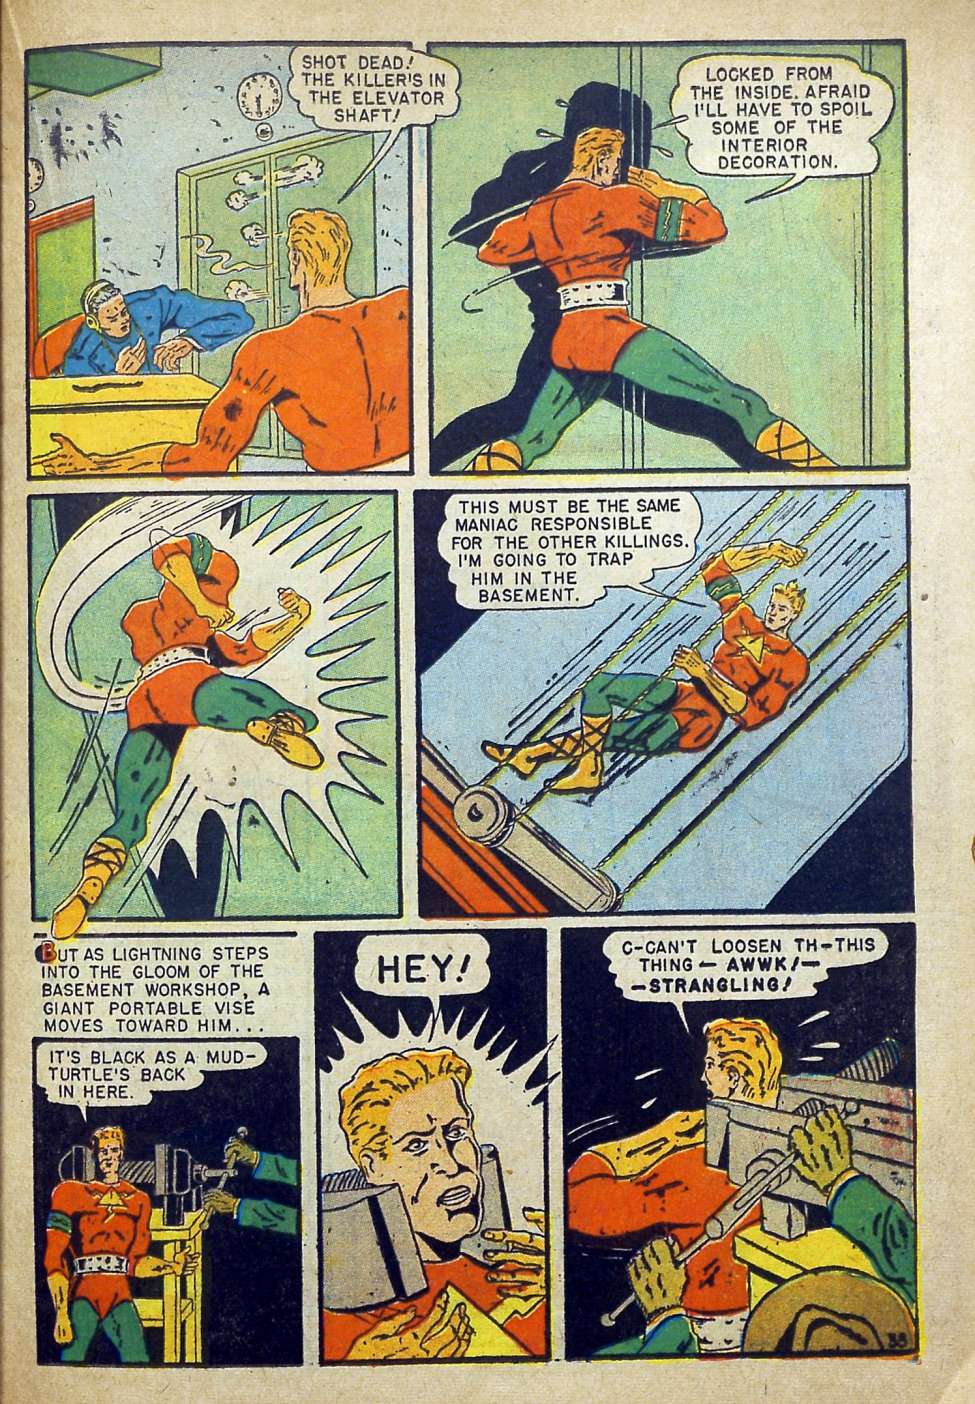 SHOT DEAD!
THE KILLER'S IN
THE ELEVATOR
SHAFT!
LOCKED FROM
THE INSIDE. AFRAID
I'LL HAVE TO SPOIL
SOME OF THE
INTERIOR
DECORATION.
THIS MUST BE THE SAME
MANIAC RESPONSIBLE
FOR THE OTHER KILLINGS.
I'M GOING TO TRAP
HIM IN THE
BASEMENT.
BUT AS LIGHTNING STEPS
INTO THE GLOOM OF THE
BASEMENT WORKSHOP, A
GIANT PORTABLE VISE
MOVES TOWARD HIM...
IT'S BLACK AS A MUD-
TURTLE'S BACK
IN HERE.
HEY!
C-CAN'T LOOSEN TH-THIS
THING - AWWK! -
-STRANGLING!